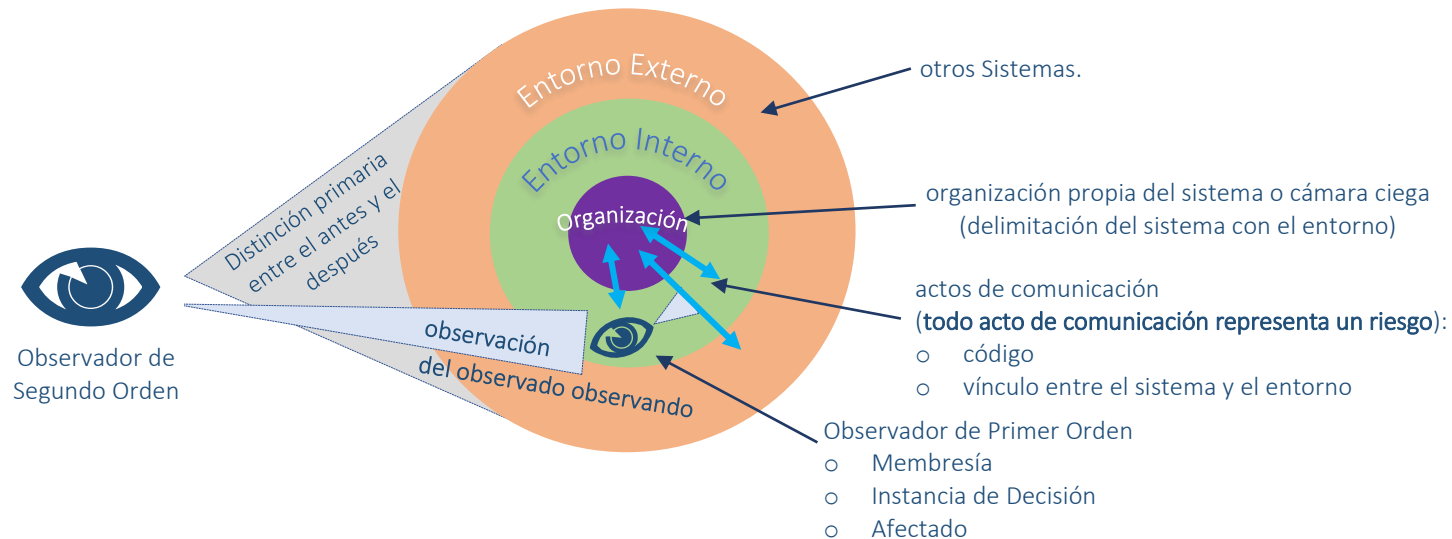 Entorno Externo
otros Sistemas.
Entorno Interno
Distinción primaria
entre el antes y el
después
Organización
organización propia del sistema o cámara ciega
(delimitación del sistema con el entorno)
Observador de
Segundo Orden
observación
del observado observando
actos de comunicación
(todo acto de comunicación representa un riesgo):
o código
o vínculo entre el sistema y el entorno
Observador de Primer Orden
o Membresía
o Instancia de Decisión
o Afectado